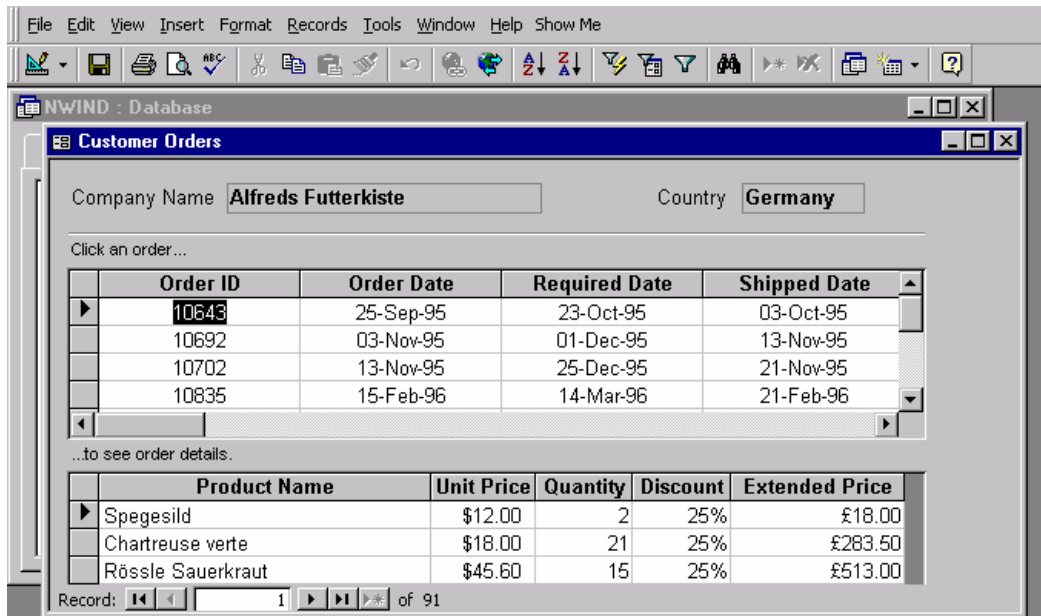 File Edit View Insert Format Records Tools Window Help Show Me
ABC
NWIND : Database
Customer Orders
Company Name Alfreds Futterkiste Country Germany
Click an order...
Order ID Order Date Required Date Shipped Date
10643 25-Sep-95 23-Oct-95 03-Oct-95
10692 03-Nov-95 01-Dec-95 13-Nov-95
10702 13-Nov-95 25-Dec-95 21-Nov-95
10835 15-Feb-96 14-Mar-96 21-Feb-96
...to see order details.
Product Name Unit Price Quantity Discount Extended Price
Spegesild $12.00 2 25% £18.00
Chartreuse verte $18.00 21 25% £283.50
Rössle Sauerkraut $45.60 15 25% £513.00
Record: 1 of 91